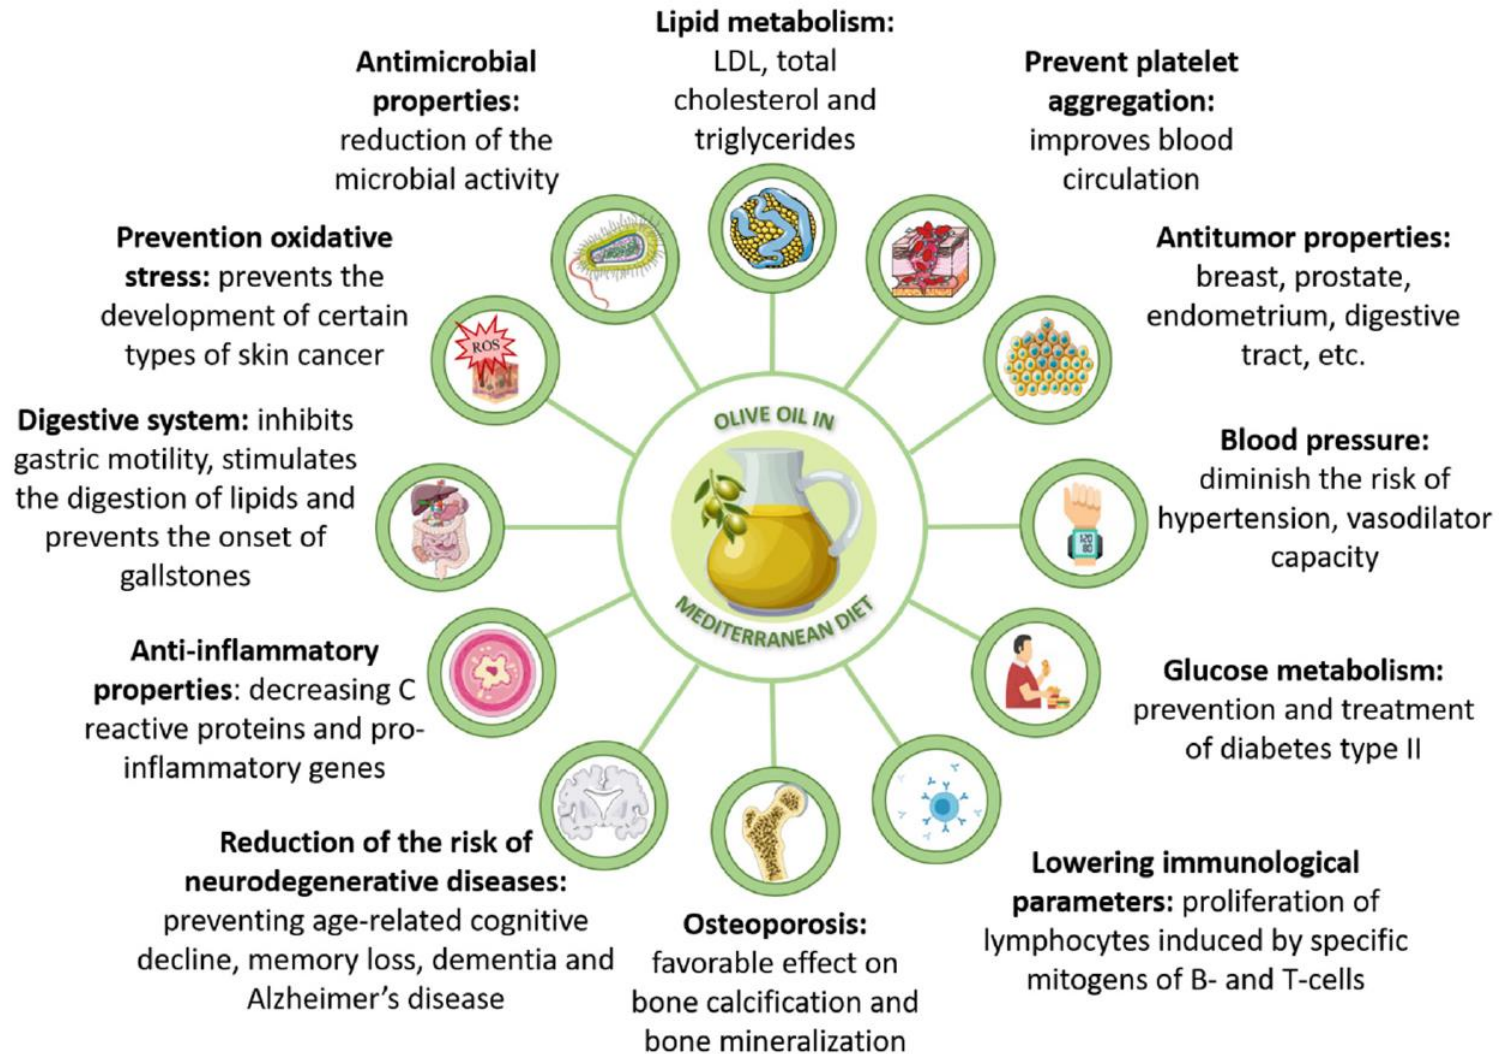 Lipid metabolism:
LDL, total
cholesterol and
triglycerides
Prevent platelet
aggregation:
improves blood
circulation
Antitumor properties:
breast, prostate,
endometrium, digestive
tract, etc.
Blood pressure:
diminish the risk of
hypertension, vasodilator
capacity
120
80
Glucose metabolism:
prevention and treatment
of diabetes type II
Lowering immunological
parameters: proliferation of
lymphocytes induced by specific
mitogens of B- and T-cells
Osteoporosis:
favorable effect on
bone calcification and
bone mineralization
Reduction of the risk of
neurodegenerative diseases:
preventing age-related cognitive
decline, memory loss, dementia and
Alzheimer’s disease
Anti-inflammatory
properties: decreasing C
reactive proteins and pro-
inflammatory genes
Digestive system: inhibits
gastric motility, stimulates
the digestion of lipids and
prevents the onset of
gallstones
Prevention oxidative
stress: prevents the
development of certain
types of skin cancer
ROS
Antimicrobial
properties:
reduction of the
microbial activity
OLIVE OIL IN
MEDITERRANEAN DIET